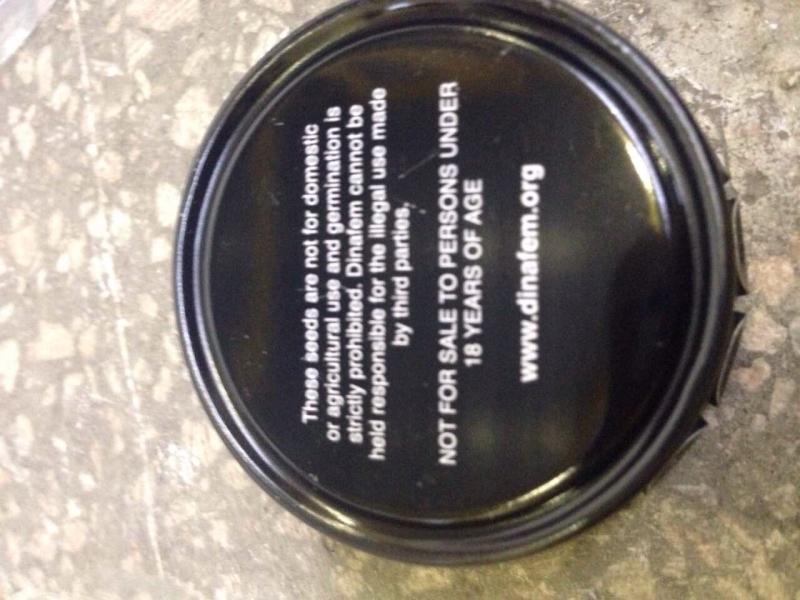 These seeds are not for domestic
or agricultural use and germination is
strictly prohibited. Dinafem cannot be
held responsible for the illegal use made
by third parties.
NOT FOR SALE TO PERSONS UNDER
18 YEARS OF AGE
www.dinafem.org